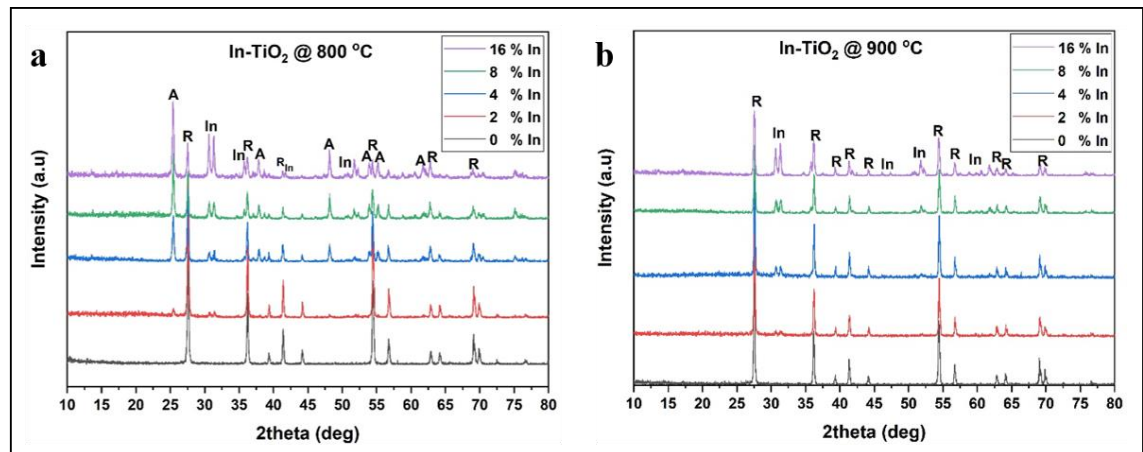 a
In-TiO₂ @ 800 °C
16 % In
8 % In
4 % In
2 % In
0 % In
A
R
In
In
R
A
R In
A
In
A
R
A
A
R
R
Intensity (a.u)
10 15 20 25 30 35 40 45 50 55 60 65 70 75 80
2theta (deg)
b
In-TiO₂ @ 900 °C
16 % In
8 % In
4 % In
2 % In
0 % In
R
In
R
R
R
R
In
In
R
R
In
R
R
R
Intensity (a.u)
10 15 20 25 30 35 40 45 50 55 60 65 70 75 80
2theta (deg)